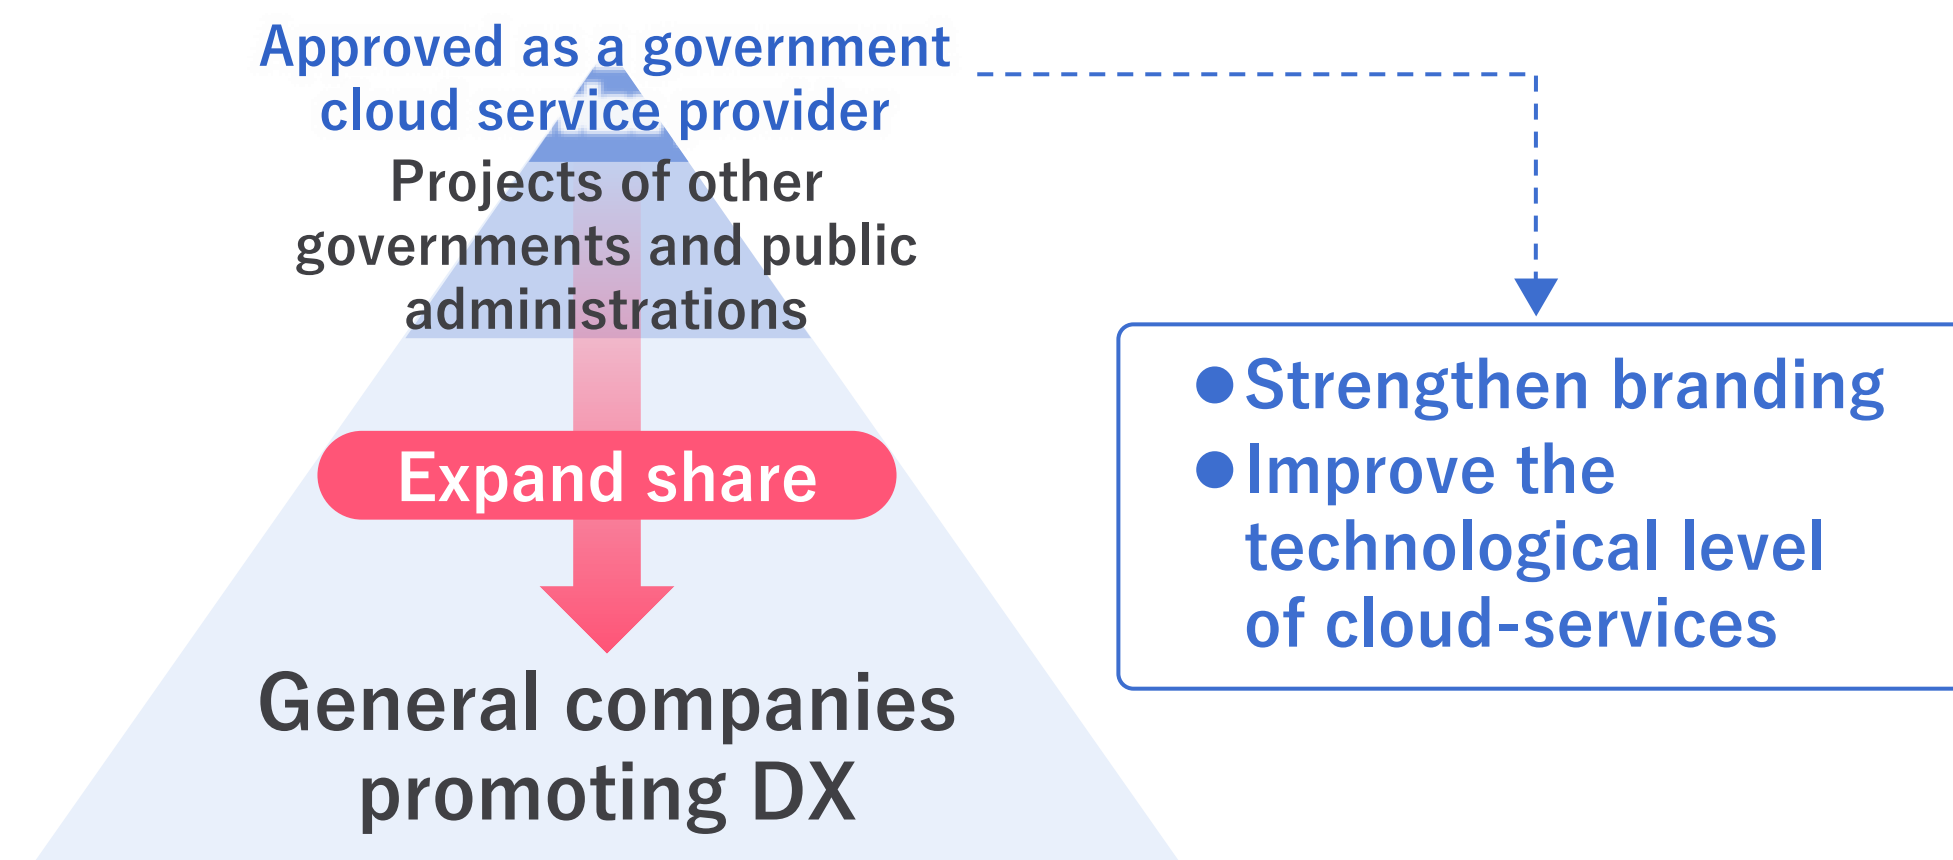 Approved as a government
cloud service provider
Projects of other
governments and public
administrations
Expand share
General companies
promoting DX
●Strengthen branding
●Improve the
technological level
of cloud-services